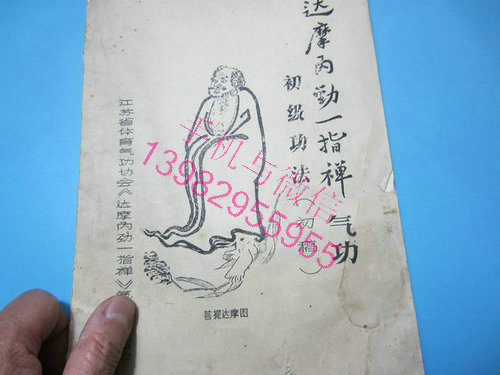 达摩内劲一指禅气功
初级功法(初稿)
江苏省体育气功协会《达摩内劲一指禅》
菩提达摩图
手机与微信
13982955955